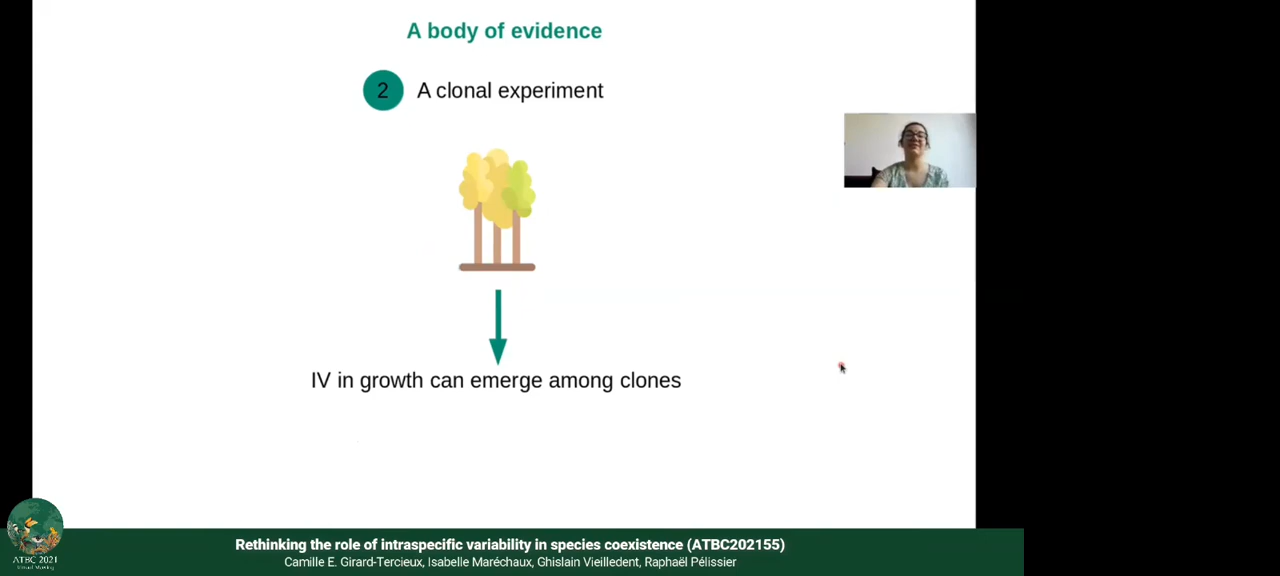 A body of evidence
2 A clonal experiment
IV in growth can emerge among clones
ATBC 2021
Rethinking the role of intraspecific variability in species coexistence (ATBC202155)
Camille E. Girard-Tercieux, Isabelle Maréchaux, Ghislain Vieilledent, Raphaël Pélissier